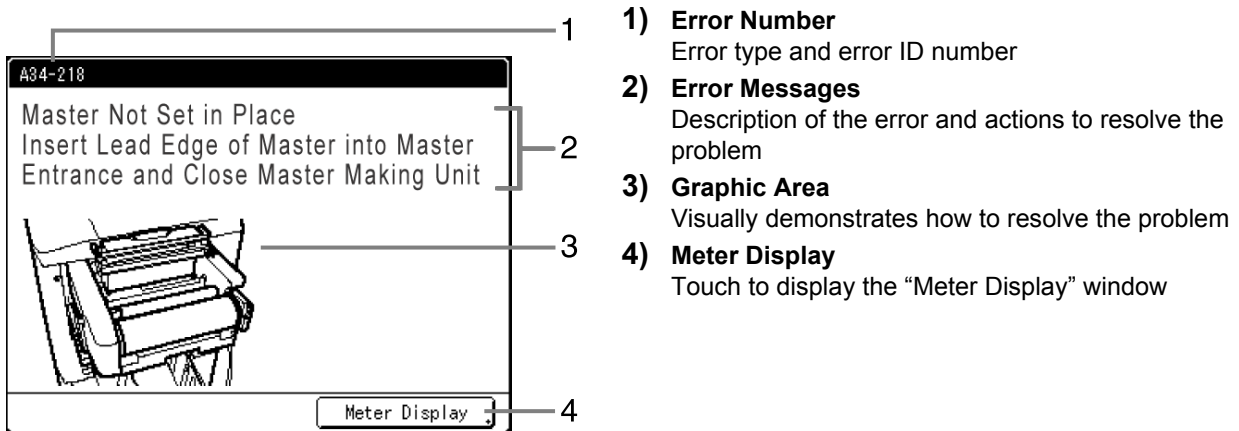 A34-218
Master Not Set in Place
Insert Lead Edge of Master into Master
Entrance and Close Master Making Unit
Meter Display
1
2
3
4
1) Error Number
Error type and error ID number
2) Error Messages
Description of the error and actions to resolve the
problem
3) Graphic Area
Visually demonstrates how to resolve the problem
4) Meter Display
Touch to display the “Meter Display” window